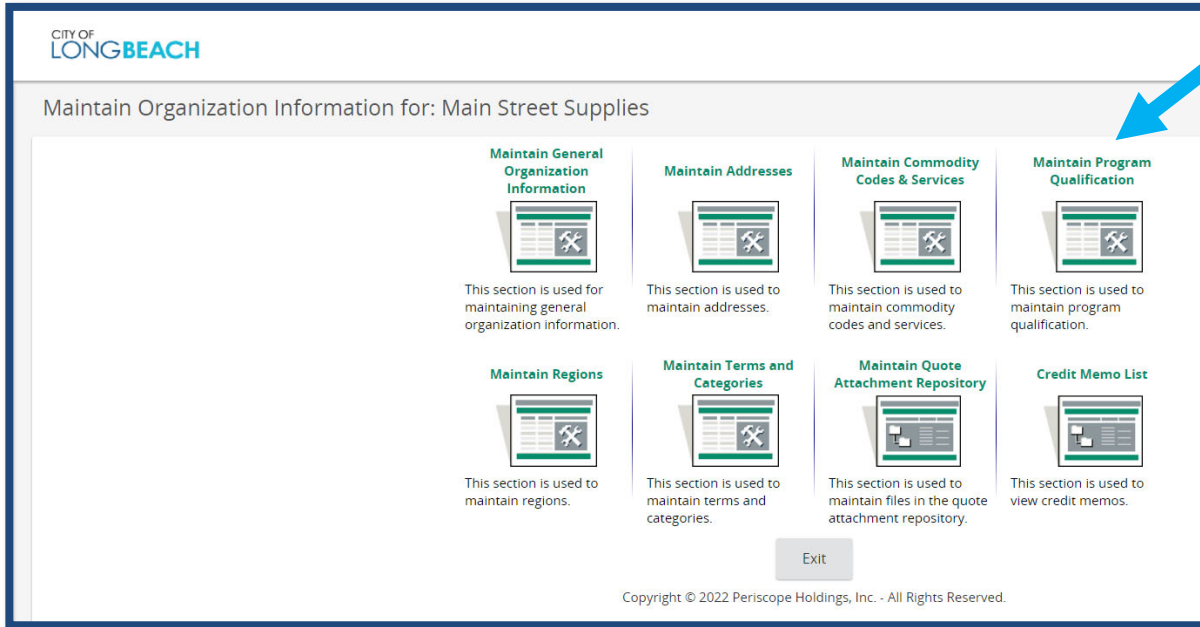 CITY OF
LONGBEACH
Maintain Organization Information for: Main Street Supplies
Maintain General
Organization
Information
Maintain Addresses
Maintain Commodity
Codes & Services
Maintain Program
Qualification
This section is used for
maintaining general
organization information.
This section is used to
maintain addresses.
This section is used to
maintain commodity
codes and services.
This section is used to
maintain program
qualification.
Maintain Regions
Maintain Terms and
Categories
Maintain Quote
Attachment Repository
Credit Memo List
This section is used to
maintain regions.
This section is used to
maintain terms and
categories.
This section is used to
maintain files in the quote
attachment repository.
This section is used to
view credit memos.
Exit
Copyright © 2022 Periscope Holdings, Inc. - All Rights Reserved.